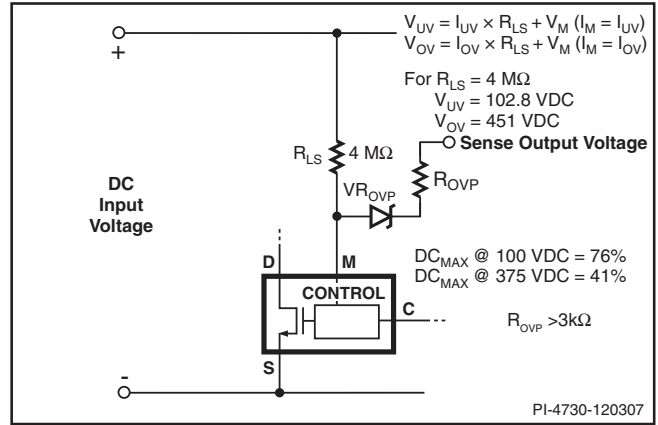 V_UV = I_UV × R_LS + V_M (I_M = I_UV)
V_OV = I_OV × R_LS + V_M (I_M = I_OV)
+
For R_LS = 4 MΩ
V_UV = 102.8 VDC
V_OV = 451 VDC
Sense Output Voltage
R_LS
4 MΩ
R_OVP
VR_OVP
DC
Input
Voltage
D
M
DC_MAX @ 100 VDC = 76%
DC_MAX @ 375 VDC = 41%
CONTROL
C
R_OVP >3kΩ
S
-
PI-4730-120307